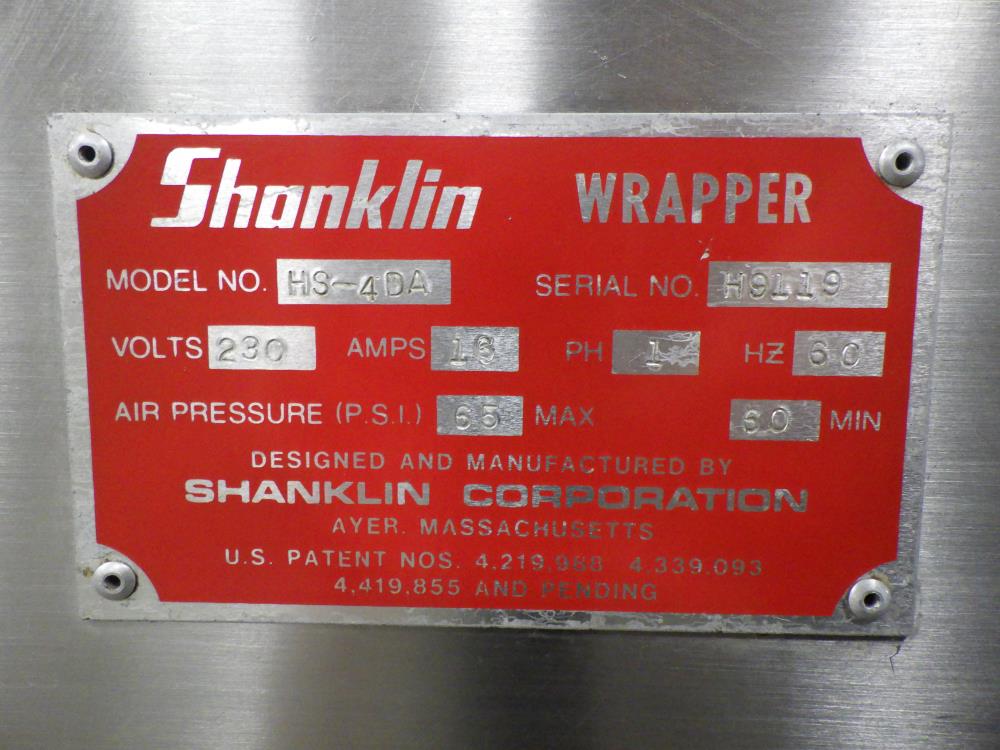 Shanklin WRAPPER
MODEL NO. HS-4DA SERIAL NO. H9119
VOLTS 230 AMPS 16 PH 1 HZ 60
AIR PRESSURE (P.S.I.) 65 MAX 60 MIN
DESIGNED AND MANUFACTURED BY
SHANKLIN CORPORATION
AYER, MASSACHUSETTS
U.S. PATENT NOS. 4,219,988 4,339,093
4,419,855 AND PENDING